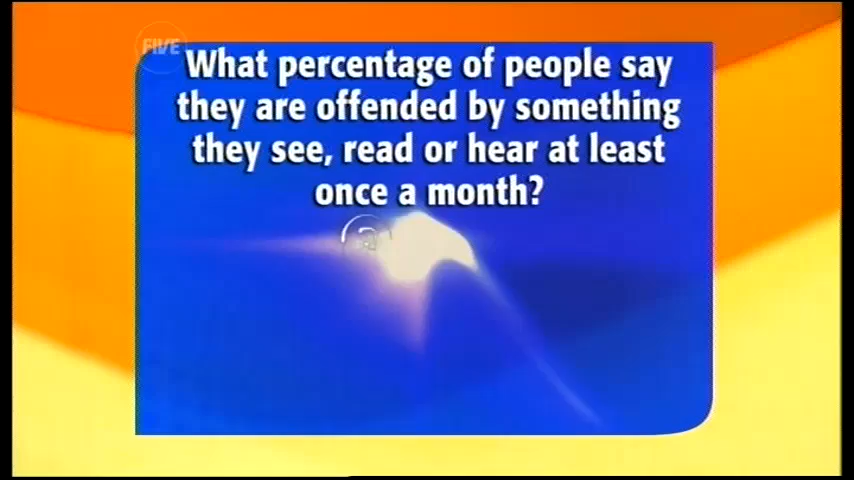 FIVE
What percentage of people say
they are offended by something
they see, read or hear at least
once a month?